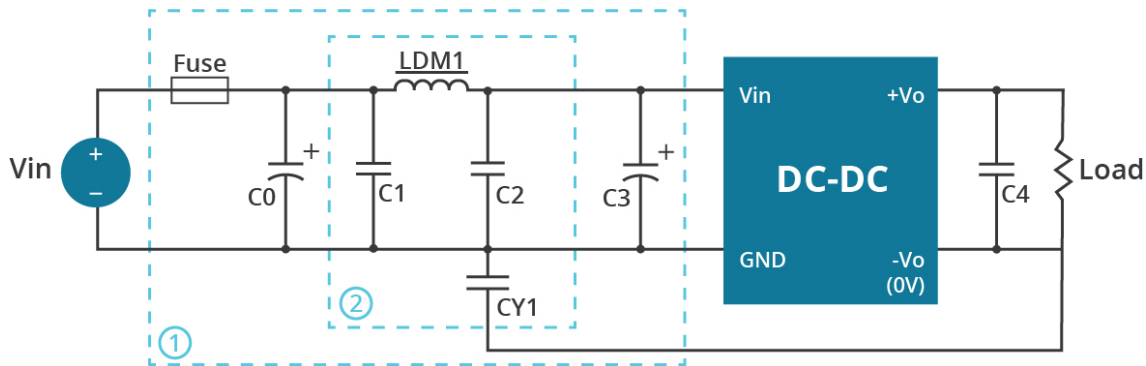 Fuse
LDM1
Vin
+
−
C0
+
C1
C2
C3
+
Vin
+Vo
DC-DC
GND
-Vo
(0V)
C4
Load
CY1
1
2